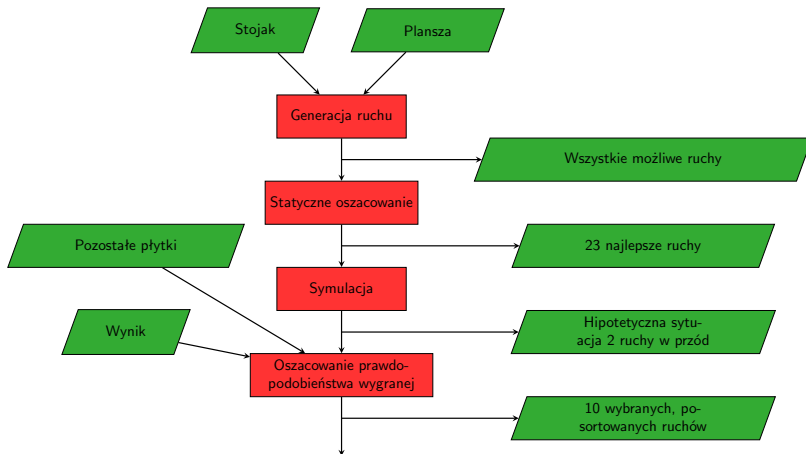 Stojak
Plansza
Generacja ruchu
Wszystkie możliwe ruchy
Statyczne oszacowanie
Pozostałe płytki
23 najlepsze ruchy
Symulacja
Wynik
Hipotetyczna sytu-
acja 2 ruchy w przód
Oszacowanie prawdo-
podobieństwa wygranej
10 wybranych, po-
sortowanych ruchów